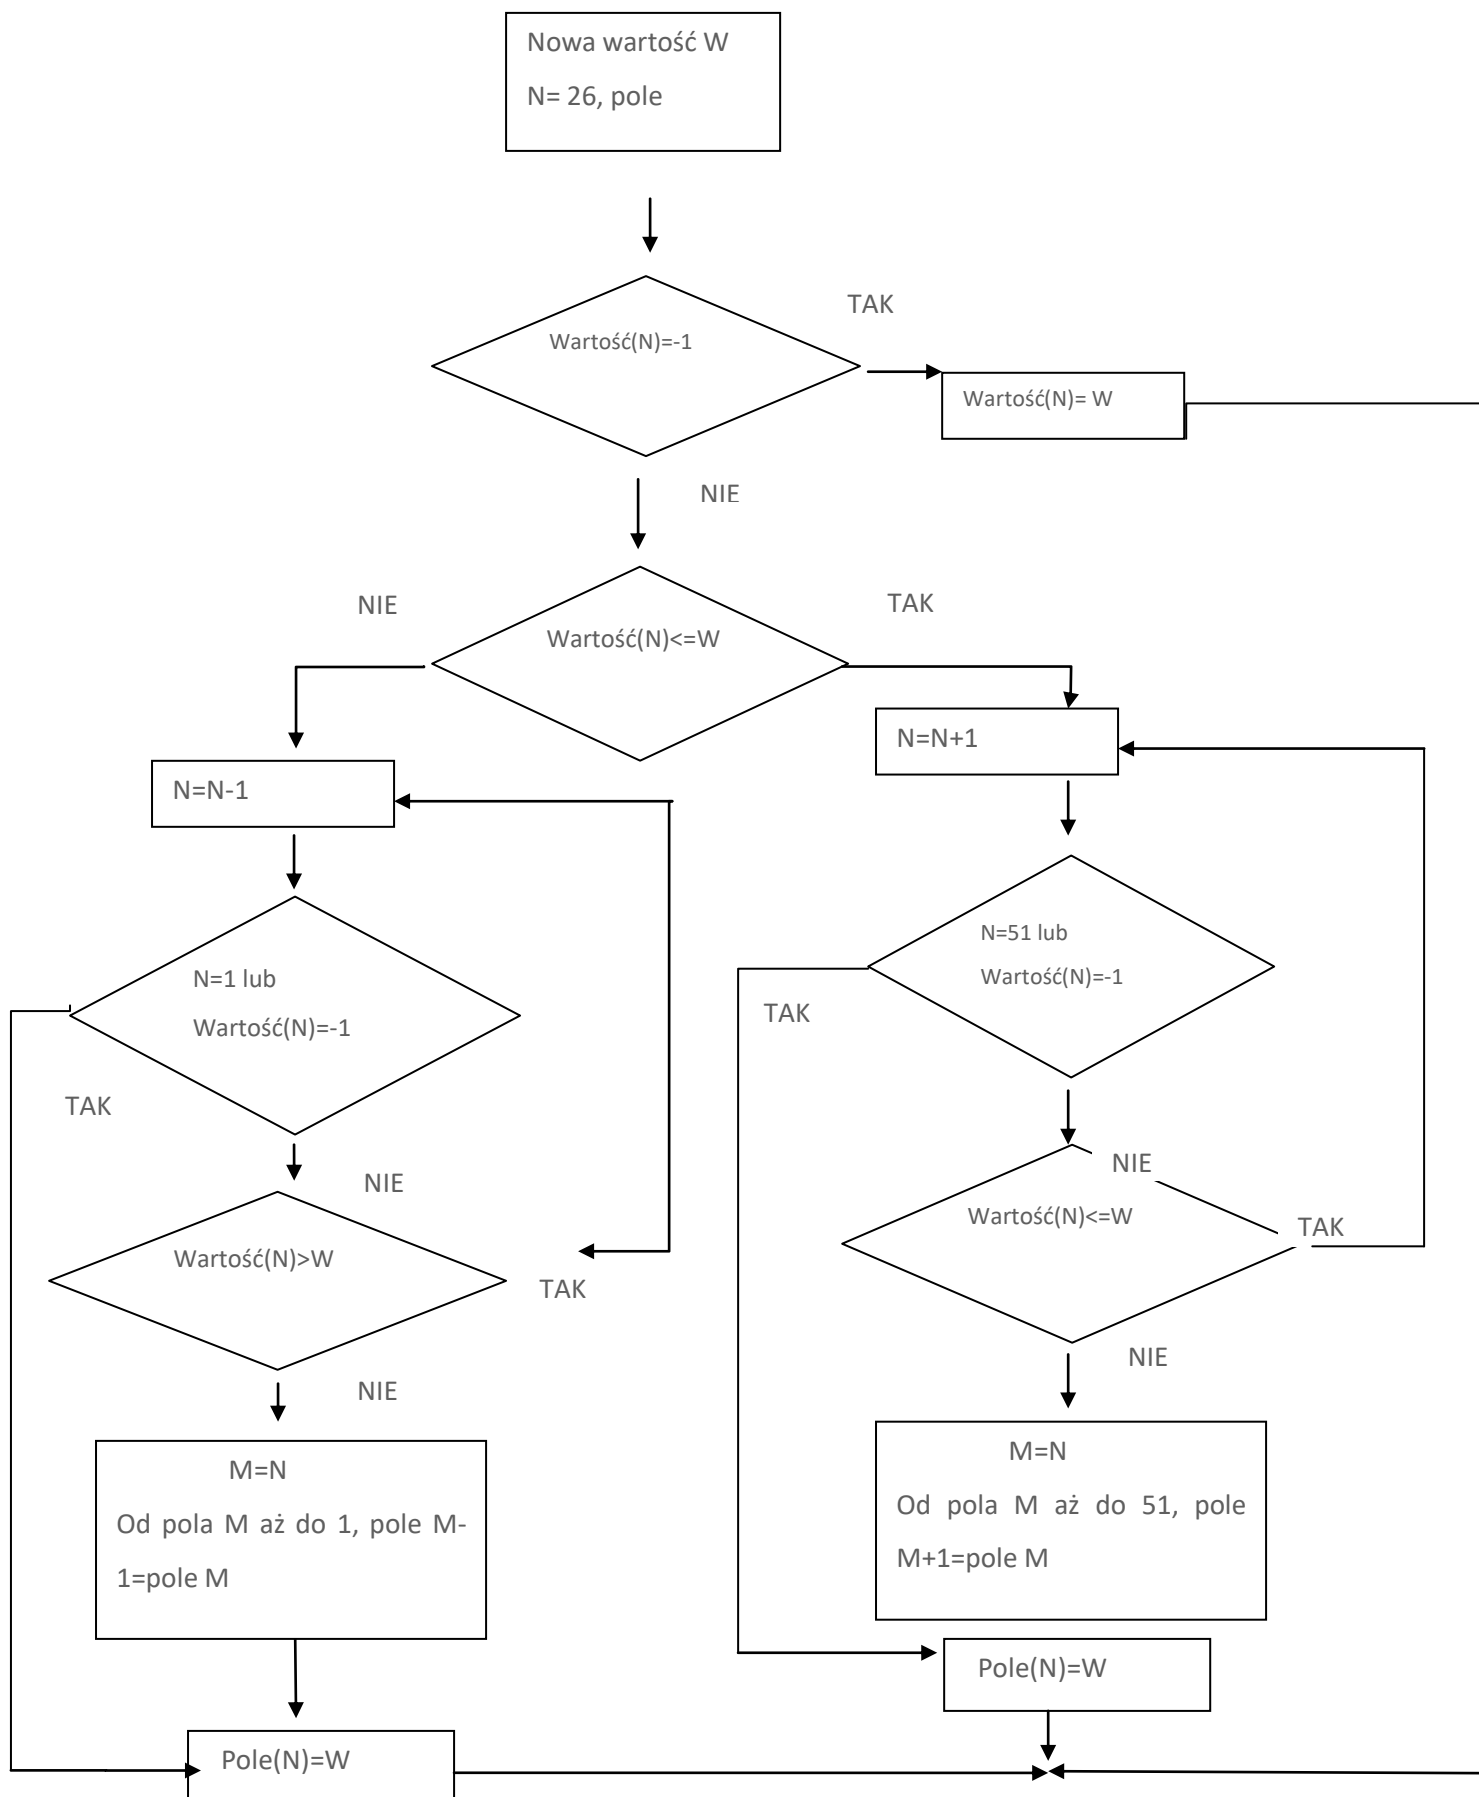 Nowa wartość W
N= 26, pole
TAK
Wartość(N)=-1
Wartość(N)= W
NIE
NIE
TAK
Wartość(N)<=W
N=N+1
N=N-1
N=51 lub
Wartość(N)=-1
TAK
N=1 lub
Wartość(N)=-1
TAK
NIE
NIE
Wartość(N)<=W
TAK
Wartość(N)>W
TAK
NIE
NIE
M=N
Od pola M aż do 51, pole
M+1=pole M
M=N
Od pola M aż do 1, pole M-
1=pole M
Pole(N)=W
Pole(N)=W